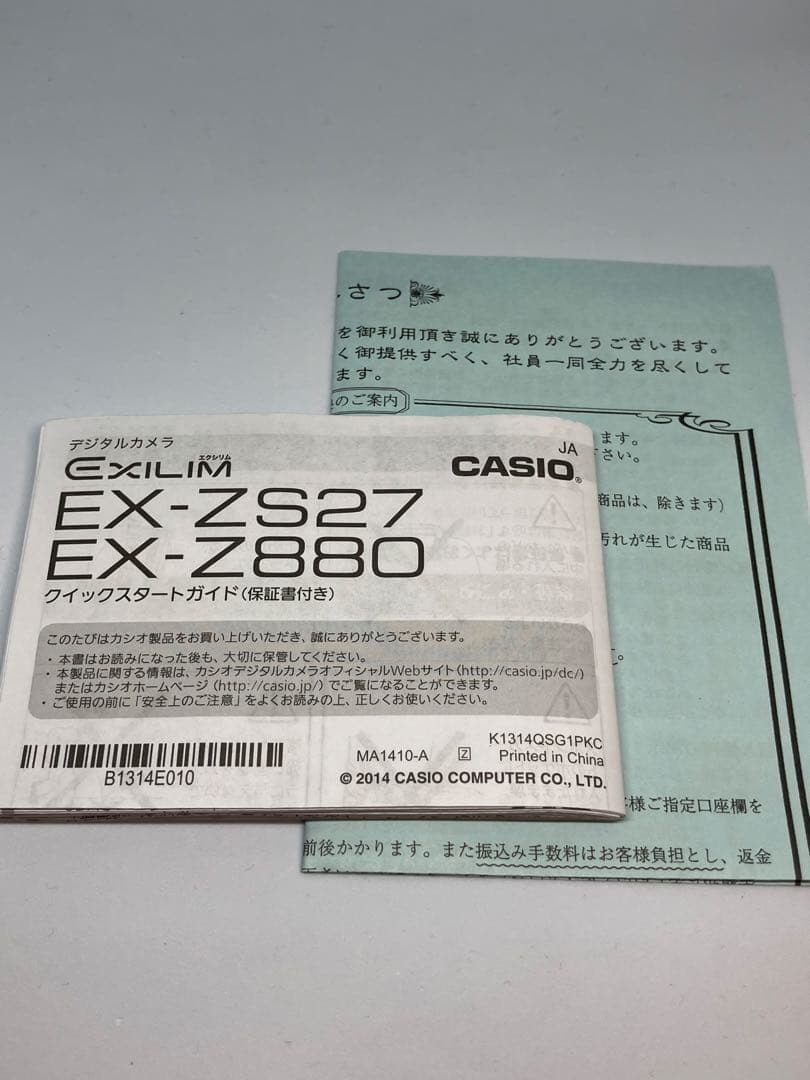 さつ
を御利用頂き誠にありがとうございます。
く御提供すべく、社員一同全力を尽くして
ます。
のご案内
ます。
さい。
商品は、除きます)
汚れが生じた商品
。
デジタルカメラ
エクシリム
EXILIM
JA
CASIO®
EX-ZS27
EX-Z880
クイックスタートガイド(保証書付き)
このたびはカシオ製品をお買い上げいただき、誠にありがとうございます。
・本書はお読みになった後も、大切に保管してください。
・本製品に関する情報は、カシオデジタルカメラオフィシャルWebサイト(http://casio.jp/dc/)
またはカシオホームページ(http://casio.jp/)でご覧になることができます。
・ご使用の前に「安全上のご注意」をよくお読みの上、正しくお使いください。
B1314E010
MA1410-A
Z
K1314QSG1PKC
Printed in China
© 2014 CASIO COMPUTER CO., LTD.
様ご指定口座欄を
前後かかります。また振込み手数料はお客様負担とし、返金